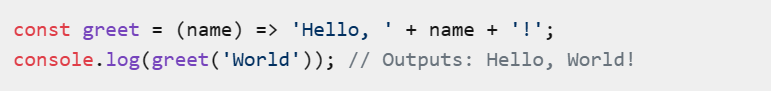 const greet = (name) => 'Hello, ' + name + '!';
console.log(greet('World')); // Outputs: Hello, World!